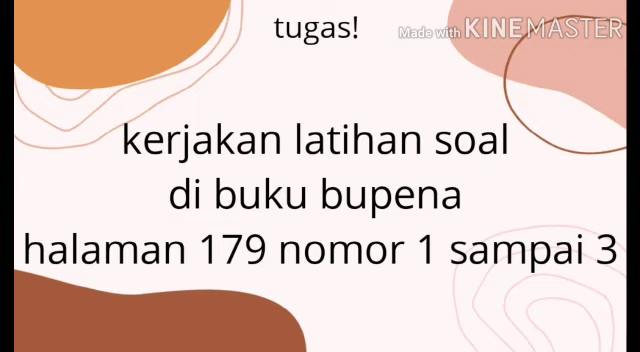 tugas!
Made with KINEMASTER
kerjakan latihan soal
di buku bupena
halaman 179 nomor 1 sampai 3